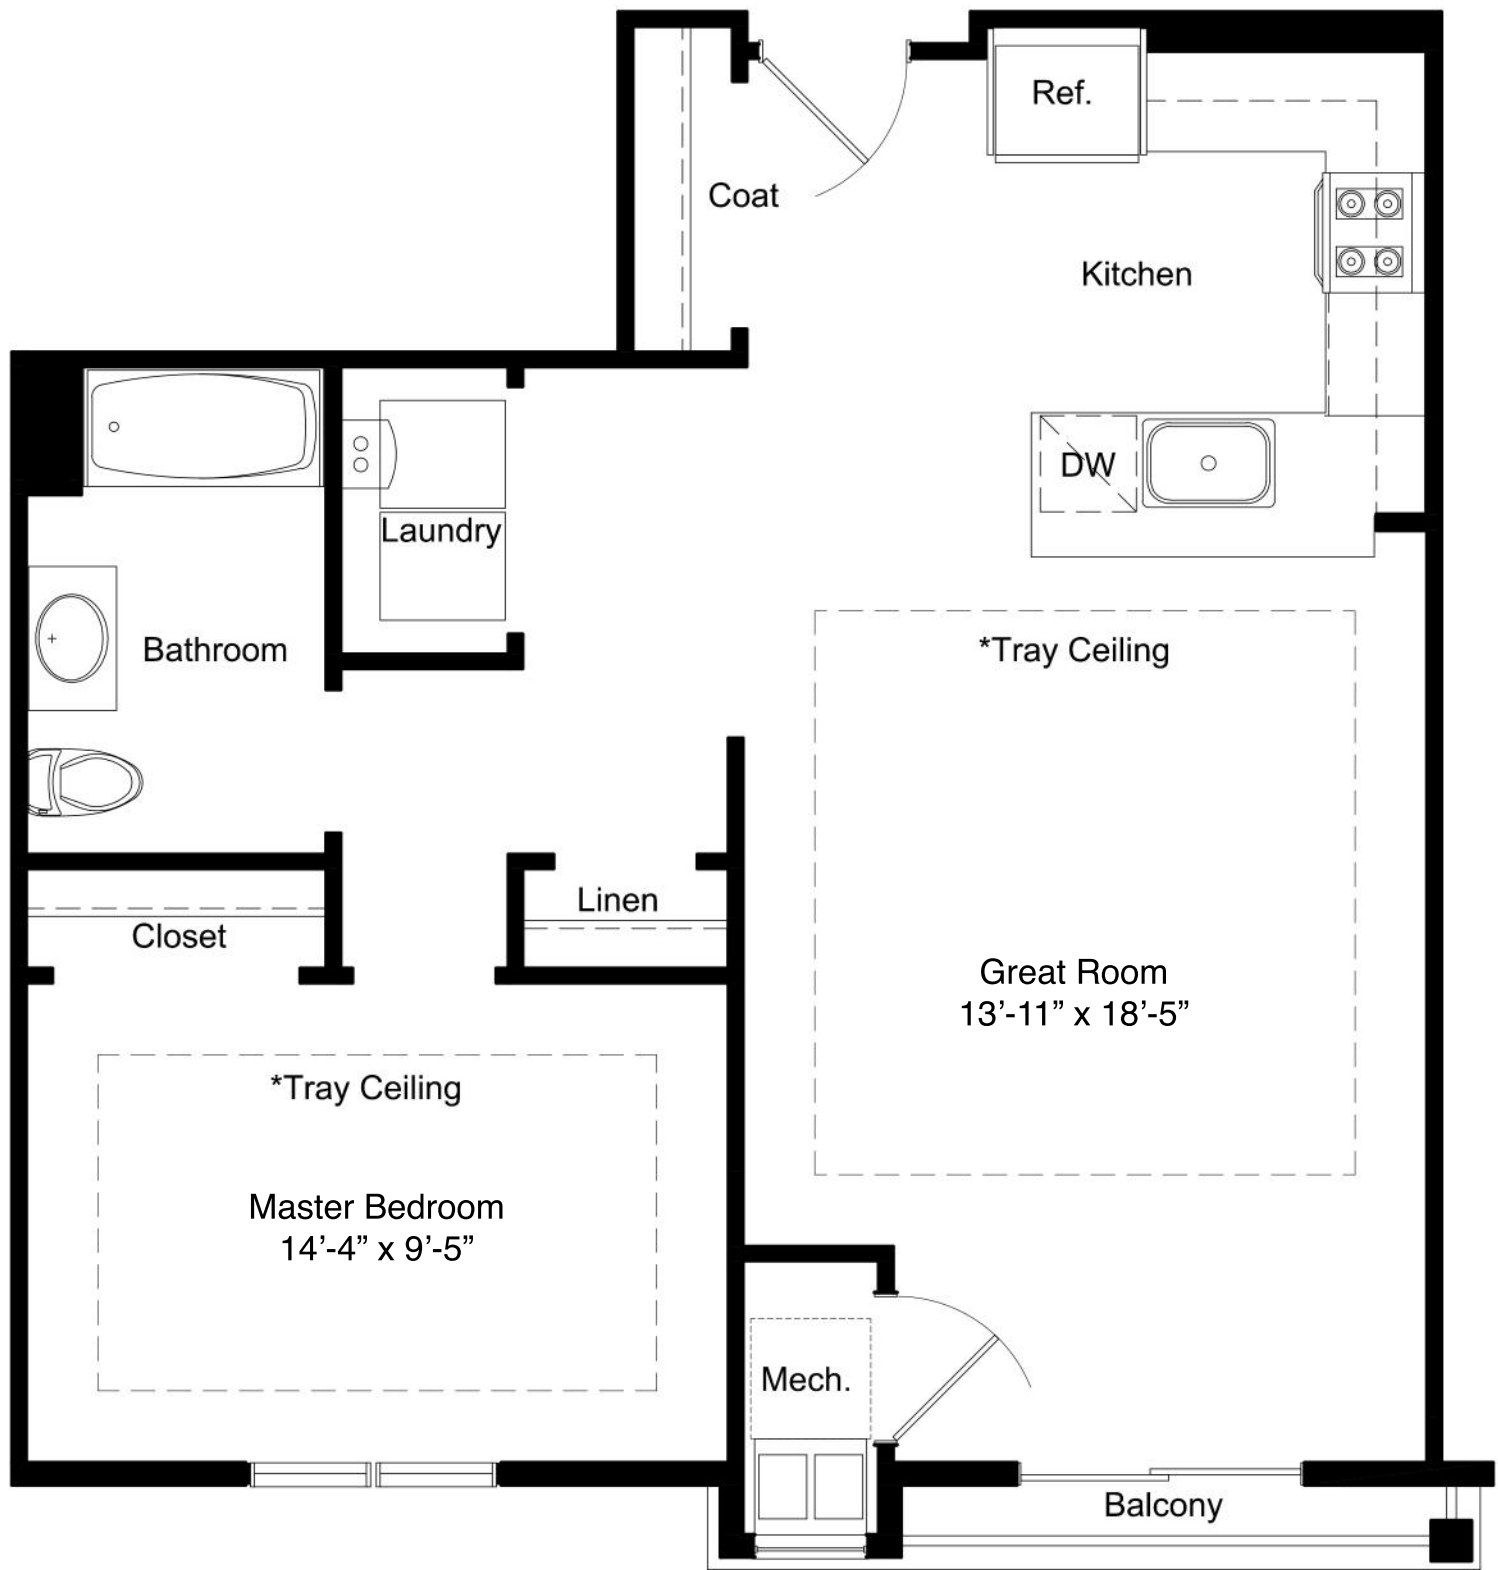 Ref.
Coat
Kitchen
DW
Laundry
Bathroom
*Tray Ceiling
Linen
Closet
Great Room
13’-11” x 18’-5”
*Tray Ceiling
Master Bedroom
14’-4” x 9’-5”
Mech.
Balcony